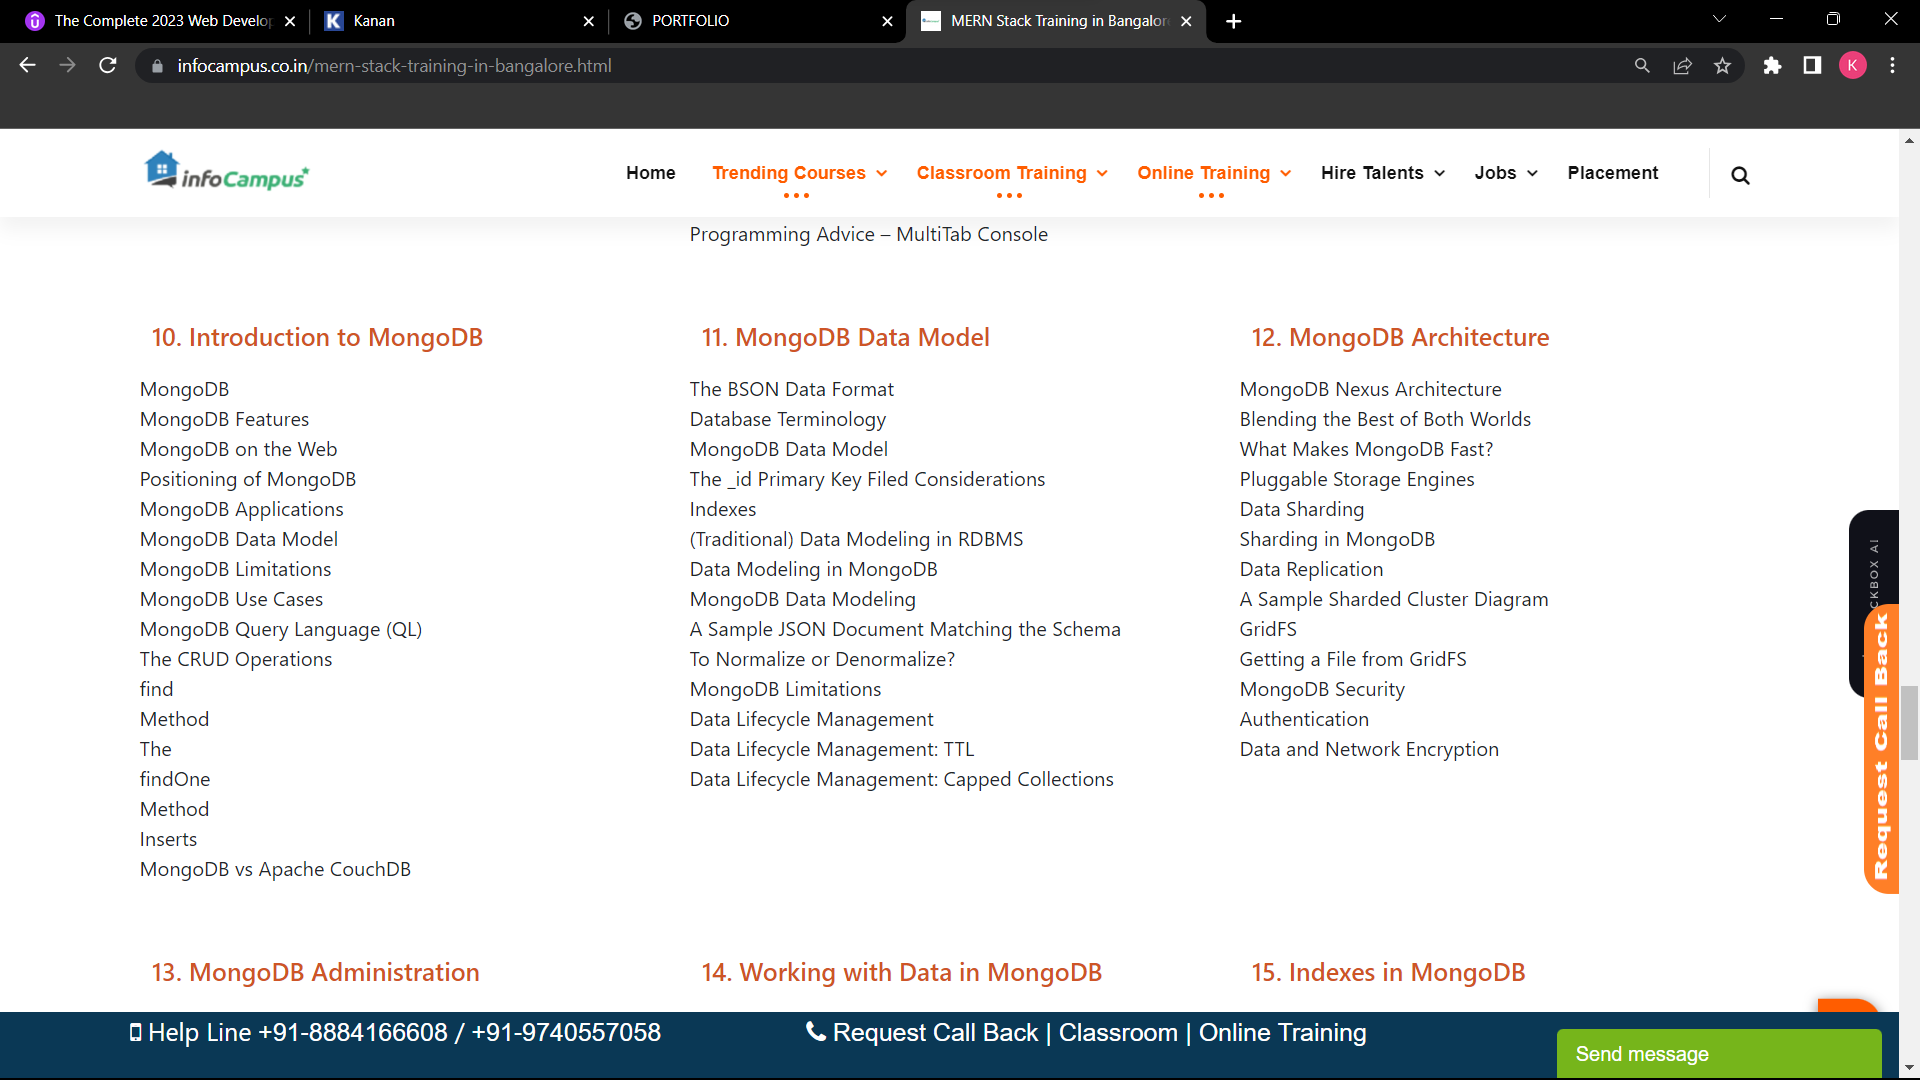 The Complete 2023 Web Develop
Kanan
PORTFOLIO
MERN Stack Training in Bangalor
infocampus.co.in/mern-stack-training-in-bangalore.html
K
infoCampus
Home
Trending Courses
Classroom Training
Online Training
Hire Talents
Jobs
Placement
Programming Advice – MultiTab Console
10. Introduction to MongoDB
MongoDB
MongoDB Features
MongoDB on the Web
Positioning of MongoDB
MongoDB Applications
MongoDB Data Model
MongoDB Limitations
MongoDB Use Cases
MongoDB Query Language (QL)
The CRUD Operations
find
Method
The
findOne
Method
Inserts
MongoDB vs Apache CouchDB
11. MongoDB Data Model
The BSON Data Format
Database Terminology
MongoDB Data Model
The _id Primary Key Filed Considerations
Indexes
(Traditional) Data Modeling in RDBMS
Data Modeling in MongoDB
MongoDB Data Modeling
A Sample JSON Document Matching the Schema
To Normalize or Denormalize?
MongoDB Limitations
Data Lifecycle Management
Data Lifecycle Management: TTL
Data Lifecycle Management: Capped Collections
12. MongoDB Architecture
MongoDB Nexus Architecture
Blending the Best of Both Worlds
What Makes MongoDB Fast?
Pluggable Storage Engines
Data Sharding
Sharding in MongoDB
Data Replication
A Sample Sharded Cluster Diagram
GridFS
Getting a File from GridFS
MongoDB Security
Authentication
Data and Network Encryption
CKBOX AI
Request Call Back
13. MongoDB Administration
14. Working with Data in MongoDB
15. Indexes in MongoDB
Help Line +91-8884166608 / +91-9740557058
Request Call Back | Classroom | Online Training
Send message